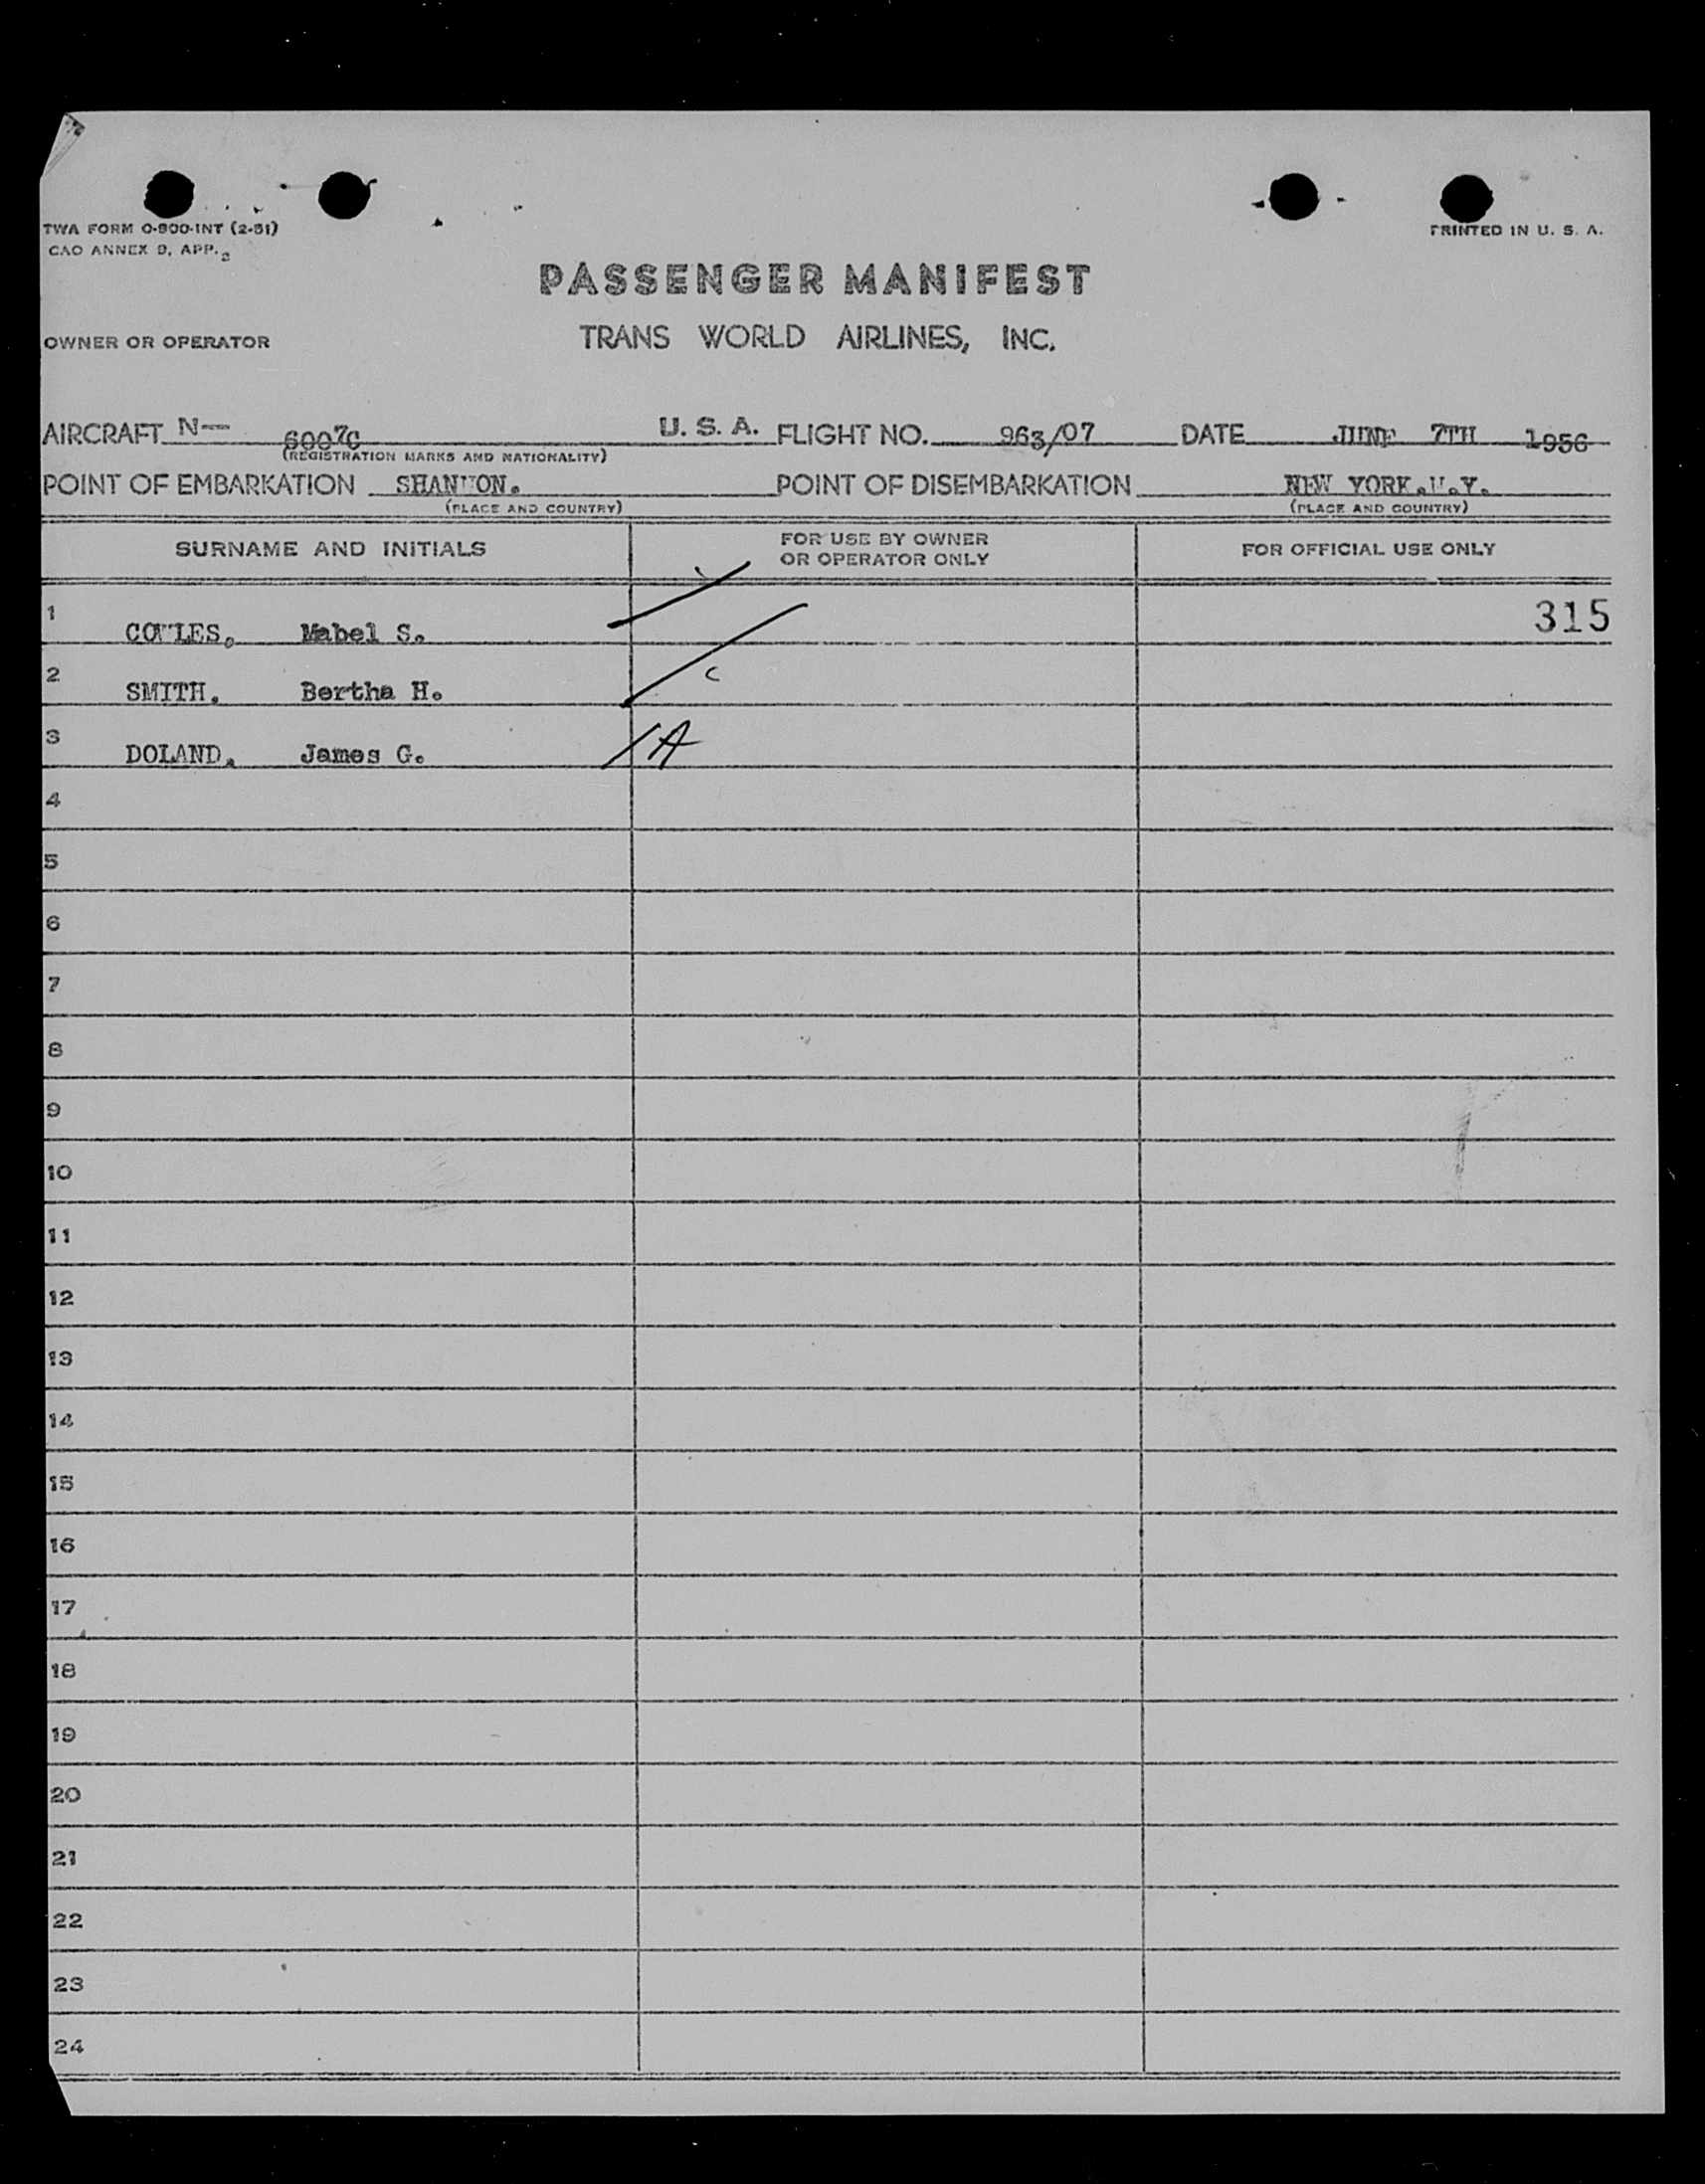 TWA FORM O-800-INT (2-51)
PRINTED IN U. S. A.
CAO ANNEX 9, APP.
PASSENGER MANIFEST
OWNER OR OPERATOR TRANS WORLD AIRLINES, INC.
AIRCRAFT N— 6007C U. S. A. FLIGHT NO. 963/07 DATE JUNE 7TH 1956
(REGISTRATION MARKS AND NATIONALITY)
POINT OF EMBARKATION SHANNON. POINT OF DISEMBARKATION NEW YORK.N.Y.
(PLACE AND COUNTRY) (PLACE AND COUNTRY)
SURNAME AND INITIALS
FOR USE BY OWNER
OR OPERATOR ONLY
FOR OFFICIAL USE ONLY
315
1 COWLES, Mabel S.
2 SMITH. Bertha H. C
3 DOLAND. James G. /A
4
5
6
7
8
9
10
11
12
13
14
15
16
17
18
19
20
21
22
23
24